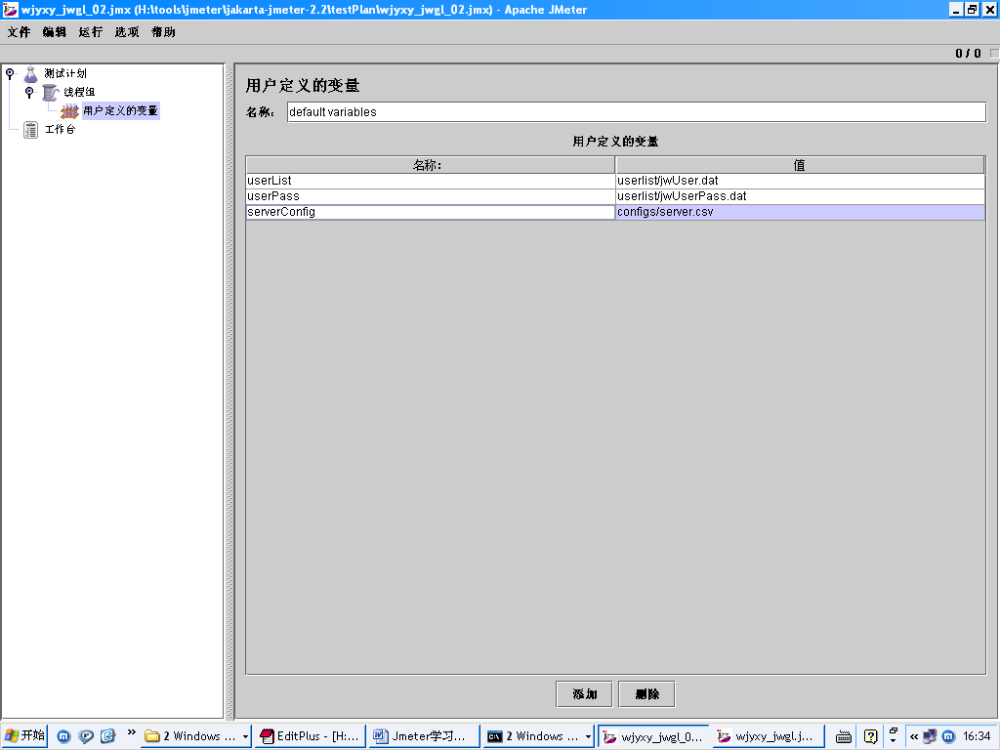 wjyxy_jwgl_02.jmx (H:\tools\jmeter\jakarta-jmeter-2.2\testPlan\wjyxy_jwgl_02.jmx) - Apache JMeter
文件 编辑 运行 选项 帮助
0 / 0
测试计划
线程组
用户定义的变量
工作台
用户定义的变量
名称: default variables
用户定义的变量
名称: 值
userList userlist/jwUser.dat
userPass userlist/jwUserPass.dat
serverConfig configs/server.csv
添加 删除
开始 » 2 Windows ... EditPlus - [H:... Jmeter学习... 2 Windows ... wjyxy_jwgl_0... wjyxy_jwgl.j... « 16:34